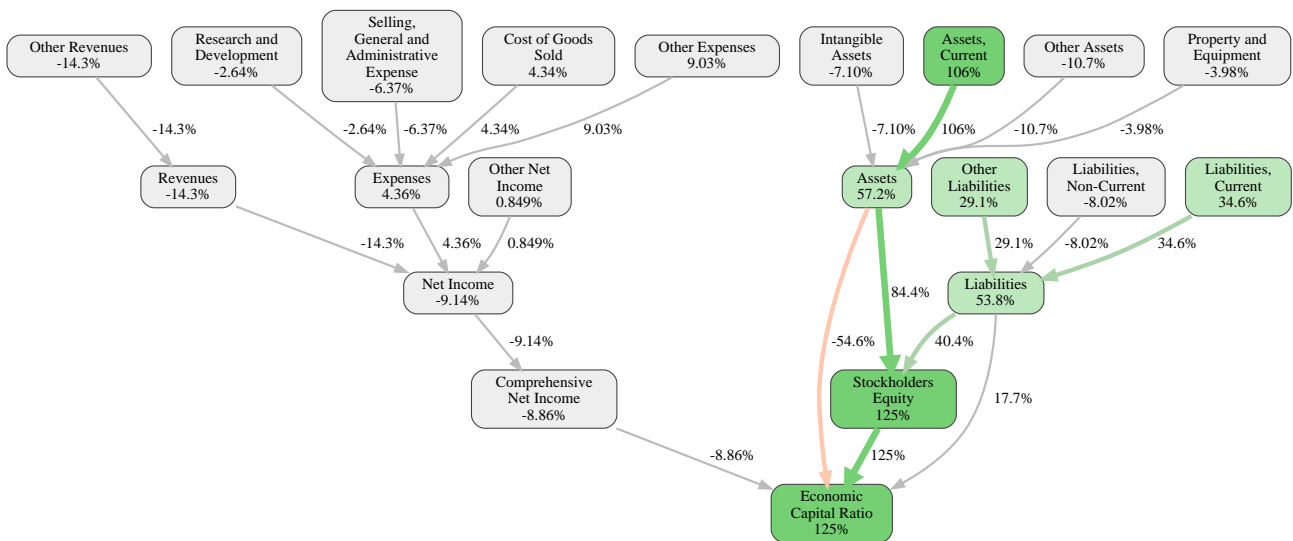 Other Revenues
-14.3%
Research and
Development
-2.64%
Selling,
General and
Administrative
Expense
-6.37%
Cost of Goods
Sold
4.34%
Other Expenses
9.03%
Intangible
Assets
-7.10%
Assets,
Current
106%
Other Assets
-10.7%
Property and
Equipment
-3.98%
-14.3%
-2.64%
-6.37%
4.34%
9.03%
-7.10%
106%
-10.7%
-3.98%
Revenues
-14.3%
Expenses
4.36%
Other Net
Income
0.849%
Assets
57.2%
Other
Liabilities
29.1%
Liabilities,
Non-Current
-8.02%
Liabilities,
Current
34.6%
-14.3%
4.36%
0.849%
29.1%
-8.02%
34.6%
Net Income
-9.14%
Liabilities
53.8%
84.4%
-9.14%
-54.6%
40.4%
Comprehensive
Net Income
-8.86%
Stockholders
Equity
125%
17.7%
-8.86%
125%
Economic
Capital Ratio
125%